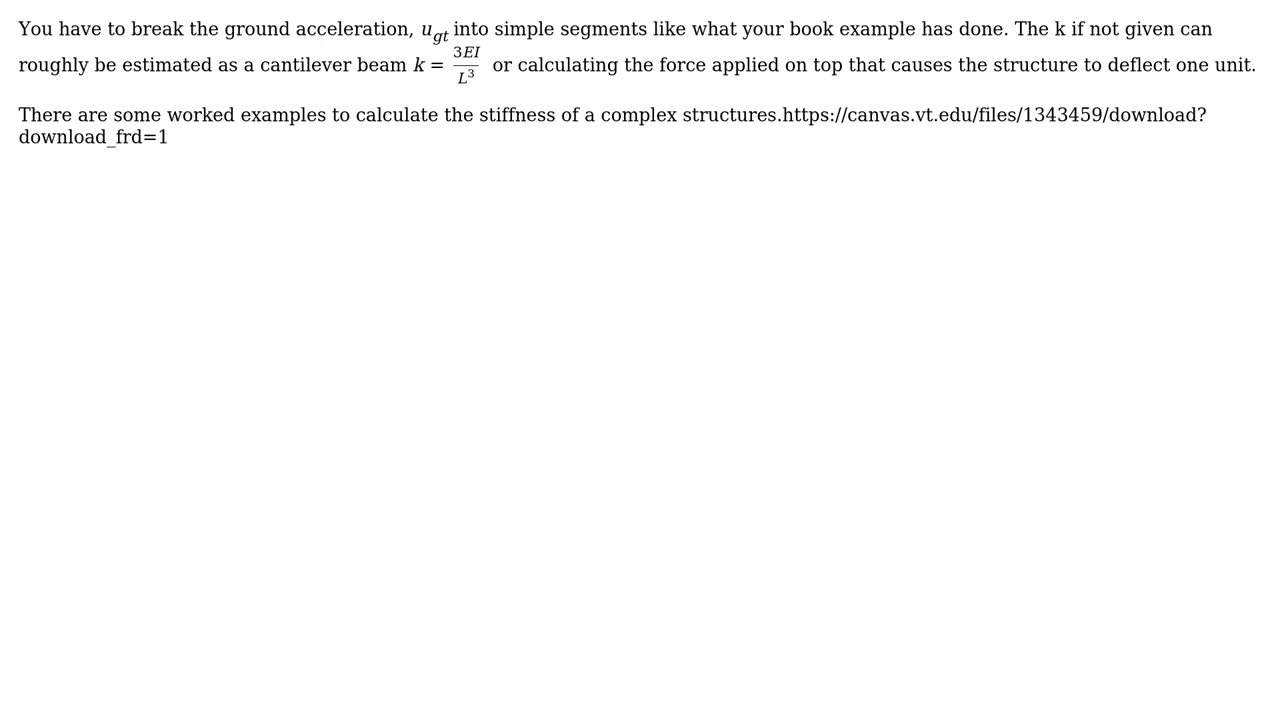 You have to break the ground acceleration, u_gt into simple segments like what your book example has done. The k if not given can
roughly be estimated as a cantilever beam k = 3EI/L³ or calculating the force applied on top that causes the structure to deflect one unit.
There are some worked examples to calculate the stiffness of a complex structures.https://canvas.vt.edu/files/1343459/download?
download_frd=1